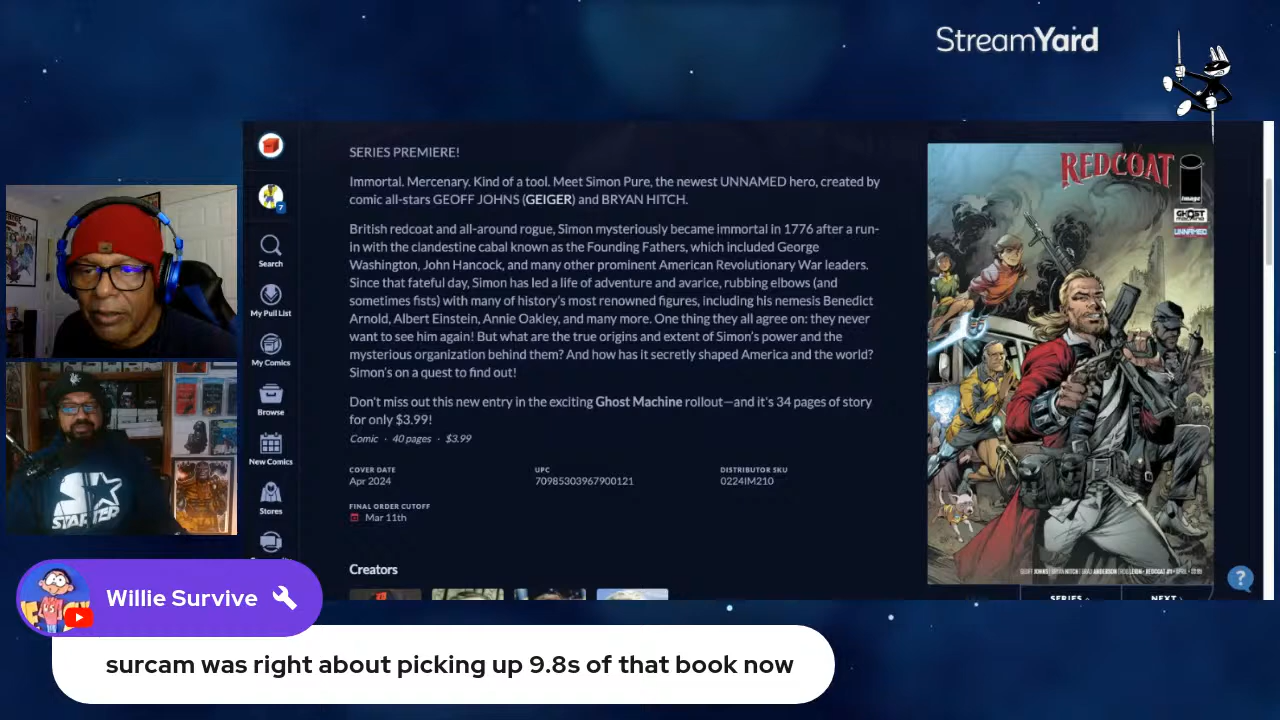 StreamYard
SERIES PREMIERE!
Immortal. Mercenary. Kind of a tool. Meet Simon Pure, the newest UNNAMED hero, created by
comic all-stars GEOFF JOHNS (GEIGER) and BRYAN HITCH.
British redcoat and all-around rogue, Simon mysteriously became immortal in 1776 after a run-
in with the clandestine cabal known as the Founding Fathers, which included George
Washington, John Hancock, and many other prominent American Revolutionary War leaders.
Since that fateful day, Simon has led a life of adventure and avarice, rubbing elbows (and
sometimes fists) with many of history's most renowned figures, including his nemesis Benedict
Arnold, Albert Einstein, Annie Oakley, and many more. One thing they all agree on: they never
want to see him again! But what are the true origins and extent of Simon's power and the
mysterious organization behind them? And how has it secretly shaped America and the world?
Simon's on a quest to find out!
Don't miss out this new entry in the exciting Ghost Machine rollout—and it's 34 pages of story
for only $3.99!
Comic · 40 pages · $3.99
COVER DATE
Apr 2024
UPC
70985303967900121
DISTRIBUTOR SKU
0224IM210
FINAL ORDER CUTOFF
Mar 11th
Creators
7
Search
My Pull List
My Comics
Browse
New Comics
Stores
REDCOAT
image
GHOST
MACHINE
UNNAMED
SERIES
NEXT
?
STARTER
Willie Survive
surcam was right about picking up 9.8s of that book now